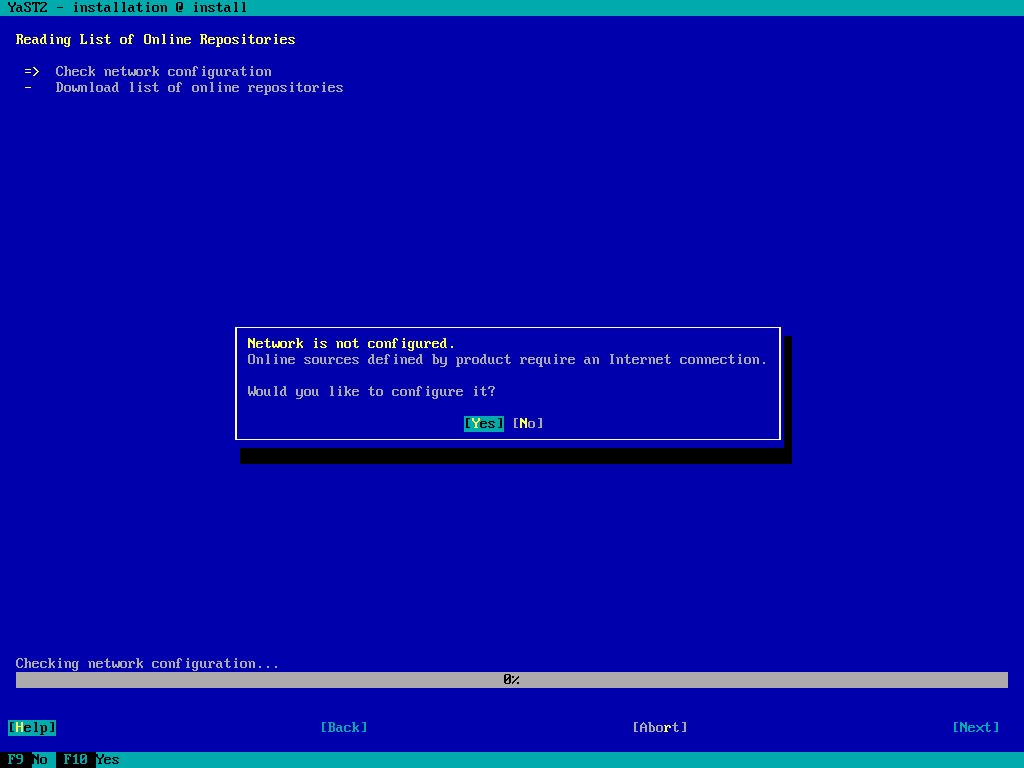 YaST2 - installation @ install
Reading List of Online Repositories
=> Check network configuration
- Download list of online repositories
Network is not configured.
Online sources defined by product require an Internet connection.
Would you like to configure it?
[Yes] [No]
Checking network configuration...
0%
[Help] [Back] [Abort] [Next]
F9 No F10 Yes